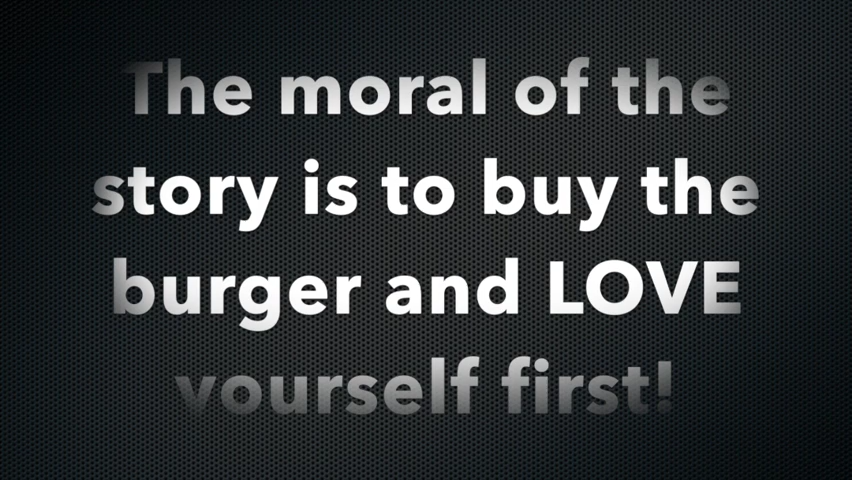 The moral of the
story is to buy the
burger and LOVE
yourself first!